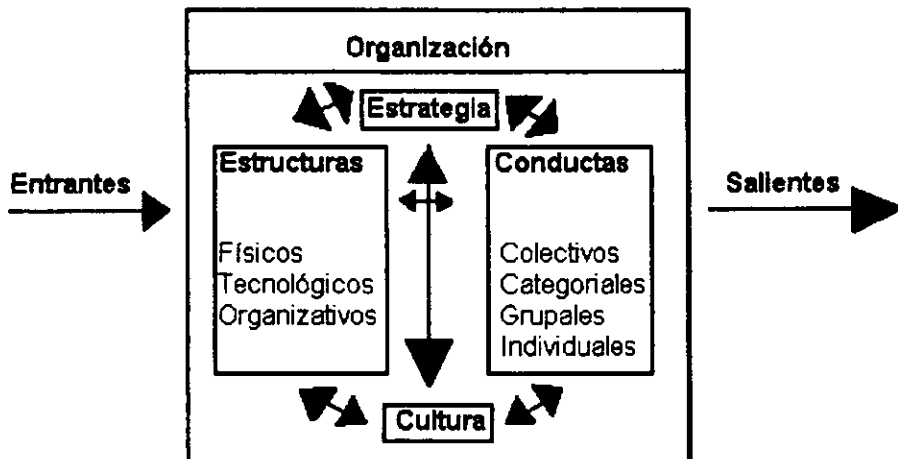 Organización
Estrategia
Entrantes
Estructuras
Físicos
Tecnológicos
Organizativos
Conductas
Colectivos
Categoriales
Grupales
Individuales
Salientes
Cultura